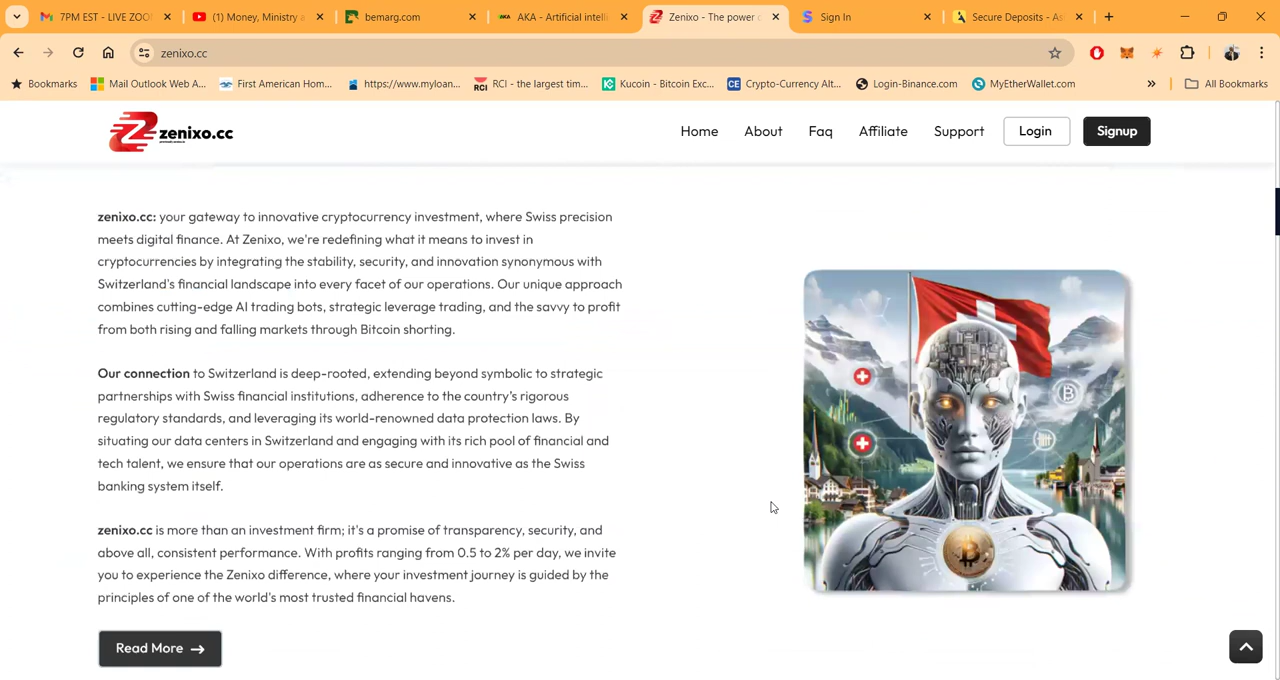 7PM EST - LIVE ZOO
(1) Money, Ministry a
bemarg.com
AKA - Artificial intelli
Zenixo - The power o
Sign In
Secure Deposits - As
zenixo.cc
Bookmarks
Mail Outlook Web A...
First American Hom...
https://www.myloan...
RCI - the largest tim...
Kucoin - Bitcoin Exc...
Crypto-Currency Alt...
Login-Binance.com
MyEtherWallet.com
All Bookmarks
zenixo.cc
Home
About
Faq
Affiliate
Support
Login
Signup
zenixo.cc: your gateway to innovative cryptocurrency investment, where Swiss precision
meets digital finance. At Zenixo, we're redefining what it means to invest in
cryptocurrencies by integrating the stability, security, and innovation synonymous with
Switzerland's financial landscape into every facet of our operations. Our unique approach
combines cutting-edge AI trading bots, strategic leverage trading, and the savvy to profit
from both rising and falling markets through Bitcoin shorting.
Our connection to Switzerland is deep-rooted, extending beyond symbolic to strategic
partnerships with Swiss financial institutions, adherence to the country's rigorous
regulatory standards, and leveraging its world-renowned data protection laws. By
situating our data centers in Switzerland and engaging with its rich pool of financial and
tech talent, we ensure that our operations are as secure and innovative as the Swiss
banking system itself.
zenixo.cc is more than an investment firm; it's a promise of transparency, security, and
above all, consistent performance. With profits ranging from 0.5 to 2% per day, we invite
you to experience the Zenixo difference, where your investment journey is guided by the
principles of one of the world's most trusted financial havens.
Read More